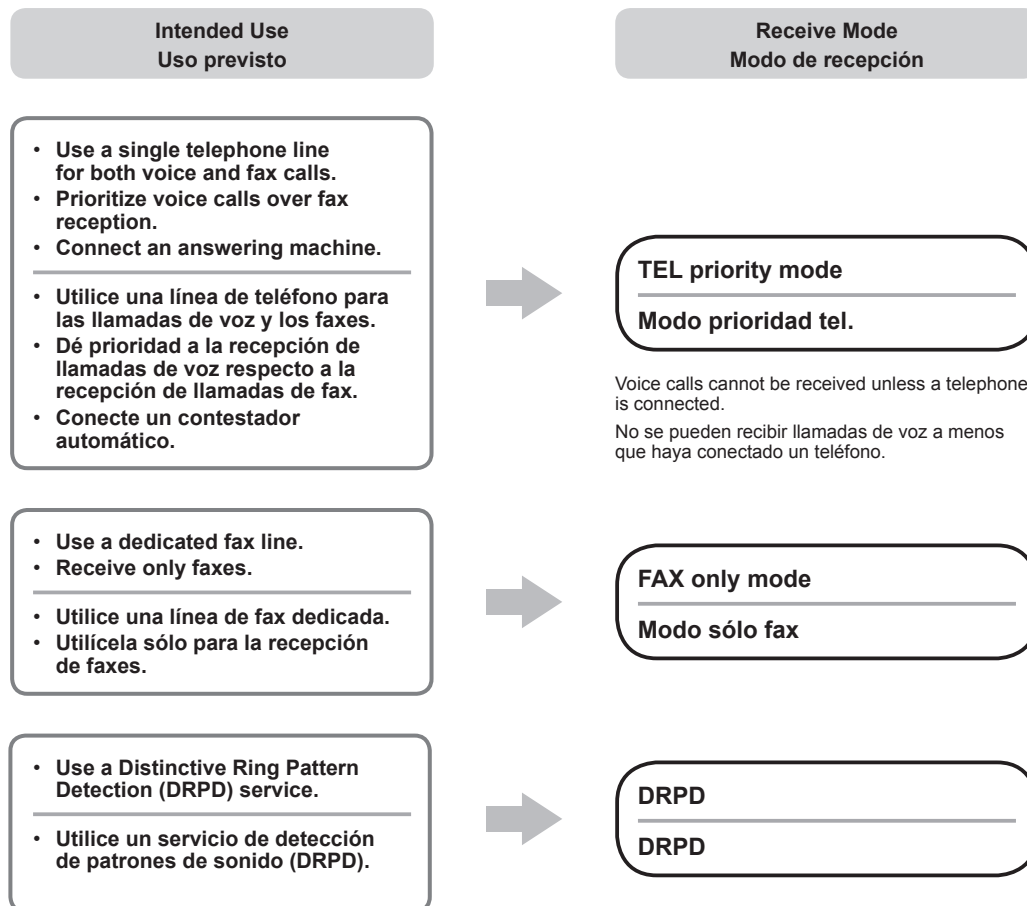 Intended Use
Uso previsto
Receive Mode
Modo de recepción
• Use a single telephone line
for both voice and fax calls.
• Prioritize voice calls over fax
reception.
• Connect an answering machine.
• Utilice una línea de teléfono para
las llamadas de voz y los faxes.
• Dé prioridad a la recepción de
llamadas de voz respecto a la
recepción de llamadas de fax.
• Conecte un contestador
automático.
TEL priority mode
Modo prioridad tel.
Voice calls cannot be received unless a telephone
is connected.
No se pueden recibir llamadas de voz a menos
que haya conectado un teléfono.
• Use a dedicated fax line.
• Receive only faxes.
• Utilice una línea de fax dedicada.
• Utilícela sólo para la recepción
de faxes.
FAX only mode
Modo sólo fax
• Use a Distinctive Ring Pattern
Detection (DRPD) service.
• Utilice un servicio de detección
de patrones de sonido (DRPD).
DRPD
DRPD